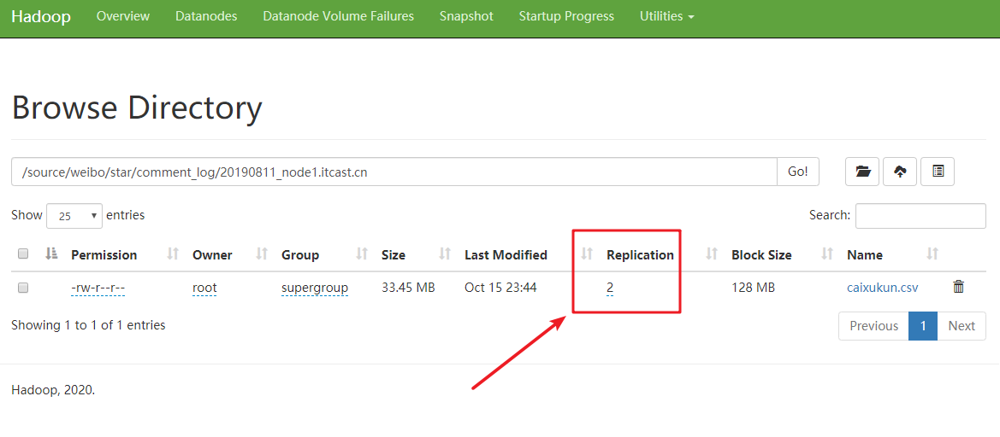 Hadoop Overview Datanodes Datanode Volume Failures Snapshot Startup Progress Utilities
Browse Directory
/source/weibo/star/comment_log/20190811_node1.itcast.cn Go!
Show 25 entries Search:
Permission Owner Group Size Last Modified Replication Block Size Name
-rw-r--r-- root supergroup 33.45 MB Oct 15 23:44 2 128 MB caixukun.csv
Showing 1 to 1 of 1 entries Previous 1 Next
Hadoop, 2020.